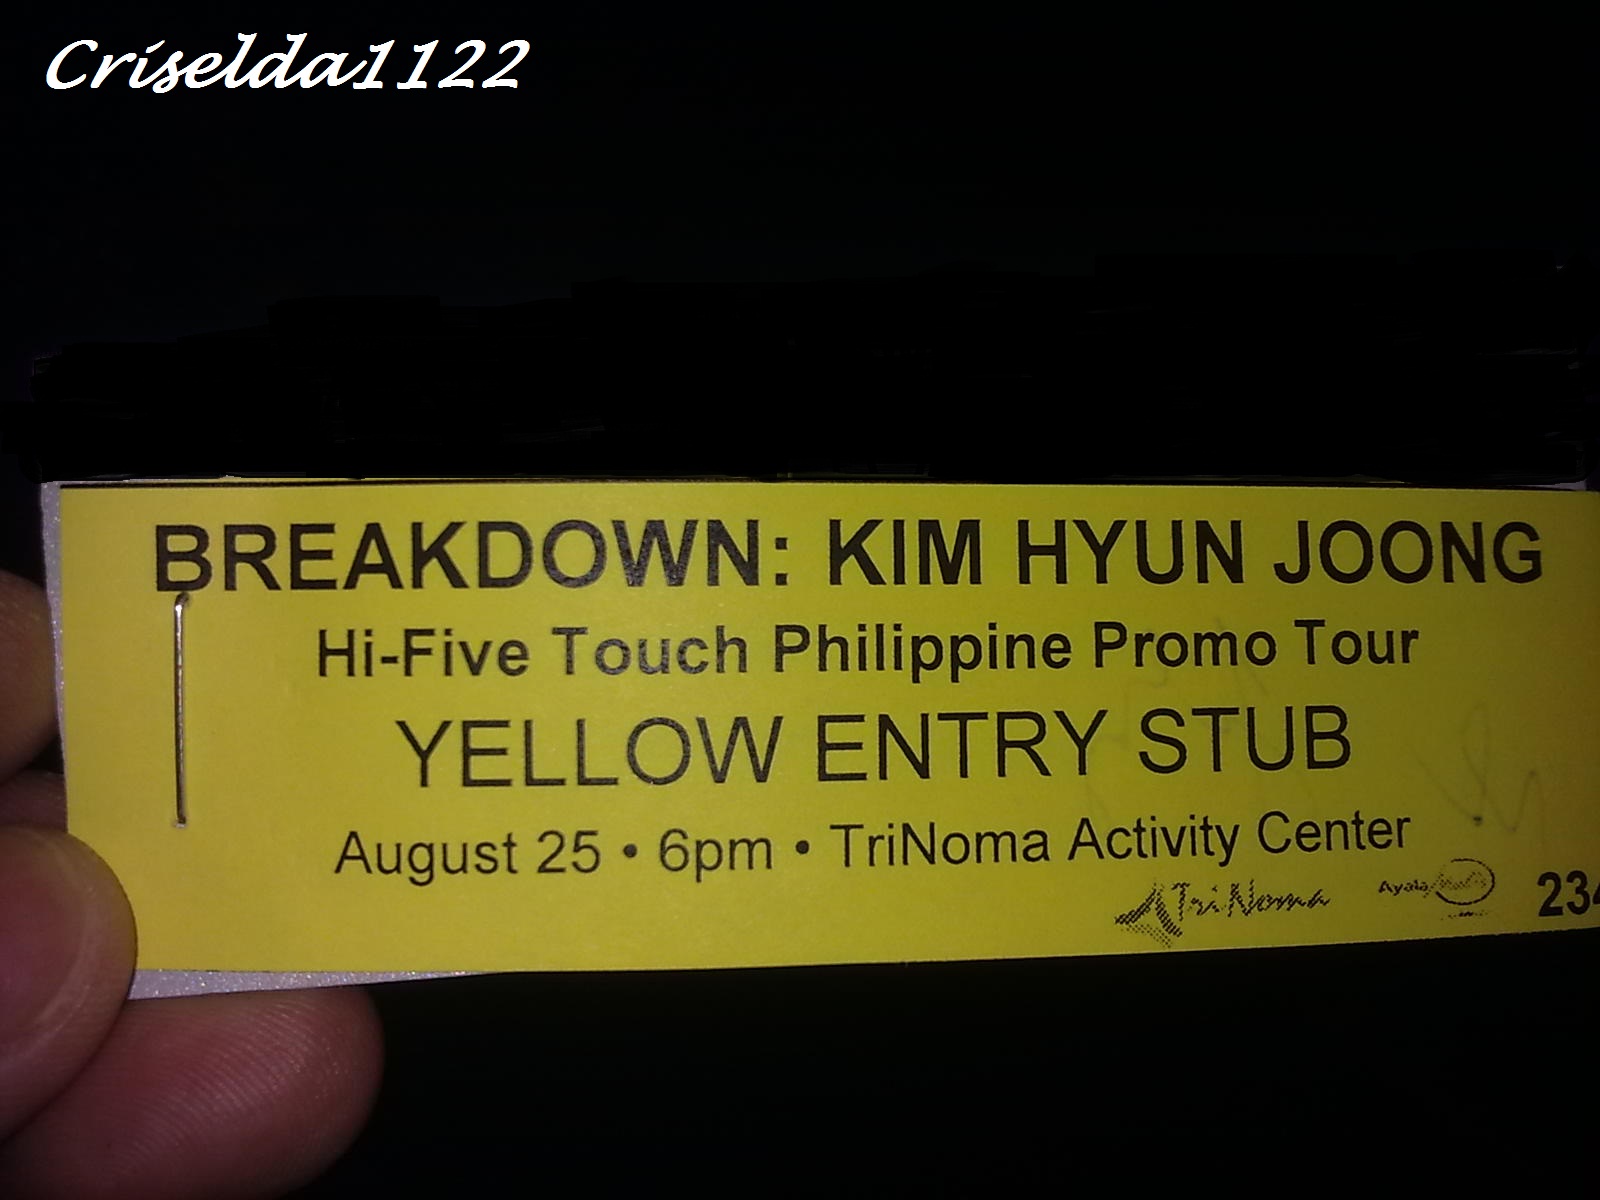 Criselda1122
BREAKDOWN: KIM HYUN JOONG
Hi-Five Touch Philippine Promo Tour
YELLOW ENTRY STUB
August 25 • 6pm • TriNoma Activity Center
TriNoma
Ayala